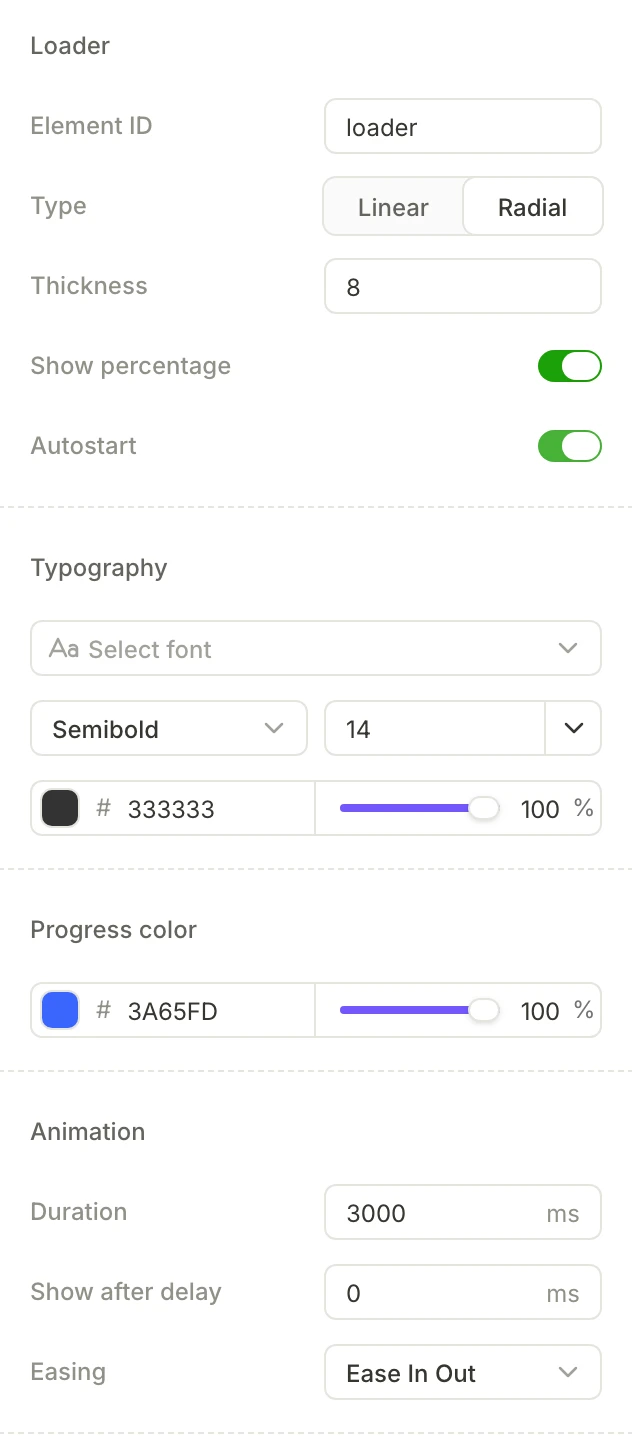 Loader
Element ID loader
Type Linear Radial
Thickness 8
Show percentage
Autostart
Typography
Aa Select font
Semibold 14
# 333333 100 %
Progress color
# 3A65FD 100 %
Animation
Duration 3000 ms
Show after delay 0 ms
Easing Ease In Out